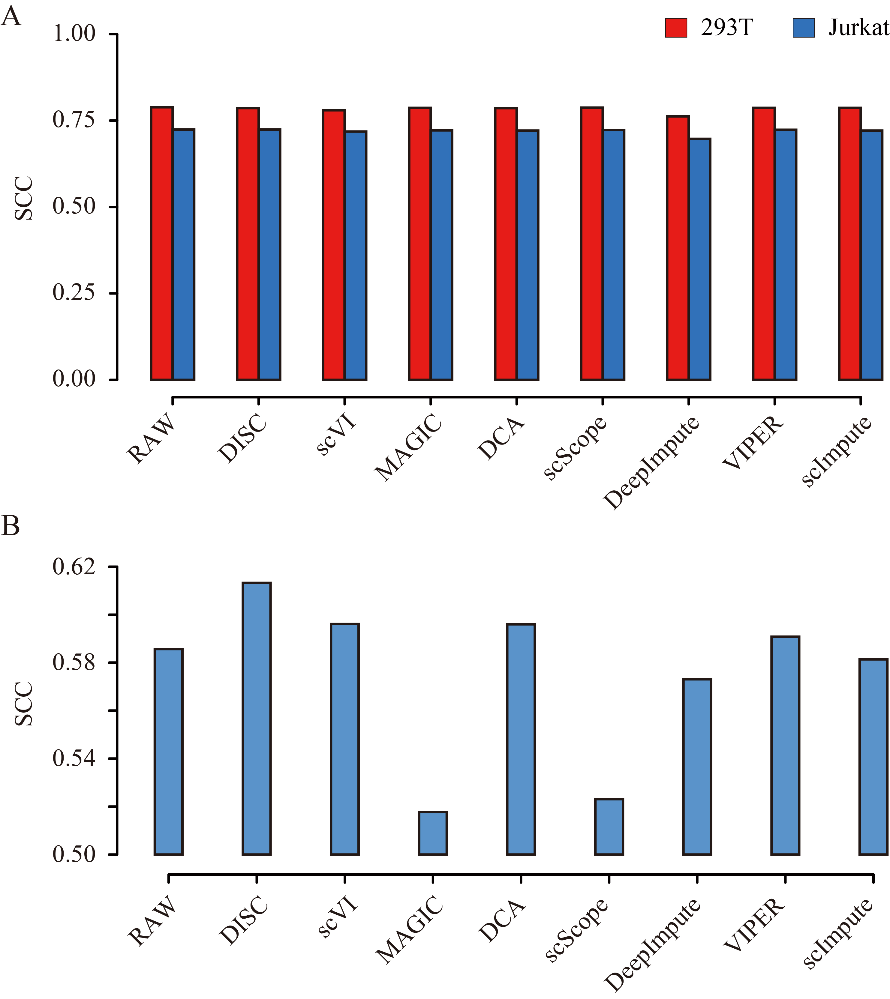 A
293T Jurkat
1.00
0.75
0.50
0.25
0.00
SCC
RAW DISC scVI MAGIC DCA scScope DeepImpute VIPER scImpute
B
0.62
0.58
0.54
0.50
SCC
RAW DISC scVI MAGIC DCA scScope DeepImpute VIPER scImpute